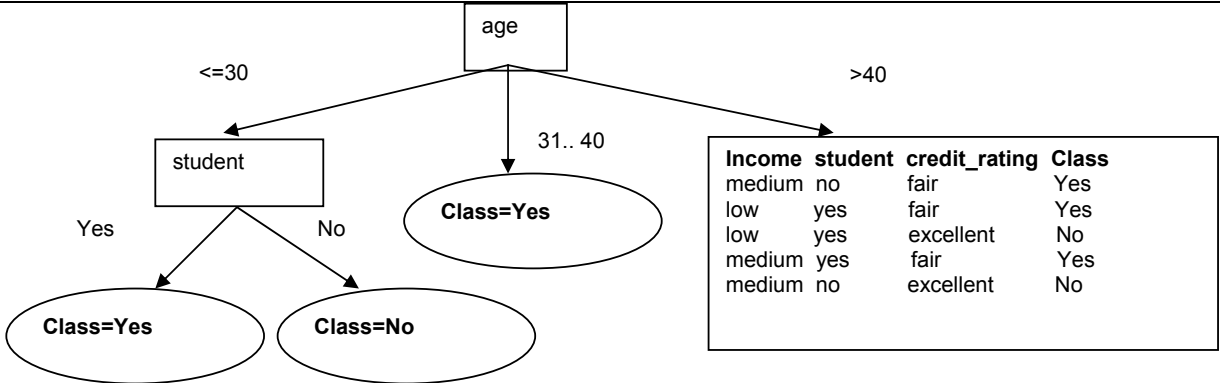 age
<=30
>40
31.. 40
student
Yes
No
Class=Yes
Class=No
Class=Yes
Income student credit_rating Class
medium no fair Yes
low yes fair Yes
low yes excellent No
medium yes fair Yes
medium no excellent No